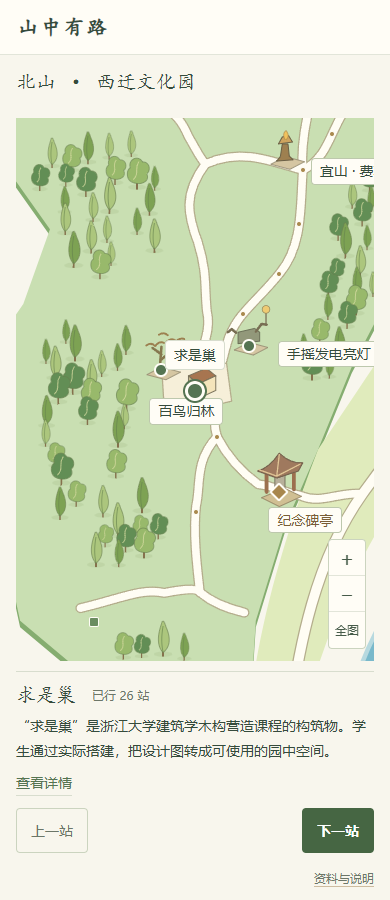 山中有路
北山 • 西迁文化园
宜山 · 费
求是巢
手摇发电亮灯
百鸟归林
纪念碑亭
+
−
全图
求是巢 已行 26 站
“求是巢”是浙江大学建筑学木构营造课程的构筑物。学
生通过实际搭建，把设计图转成可使用的园中空间。
查看详情
上一站 下一站
资料与说明